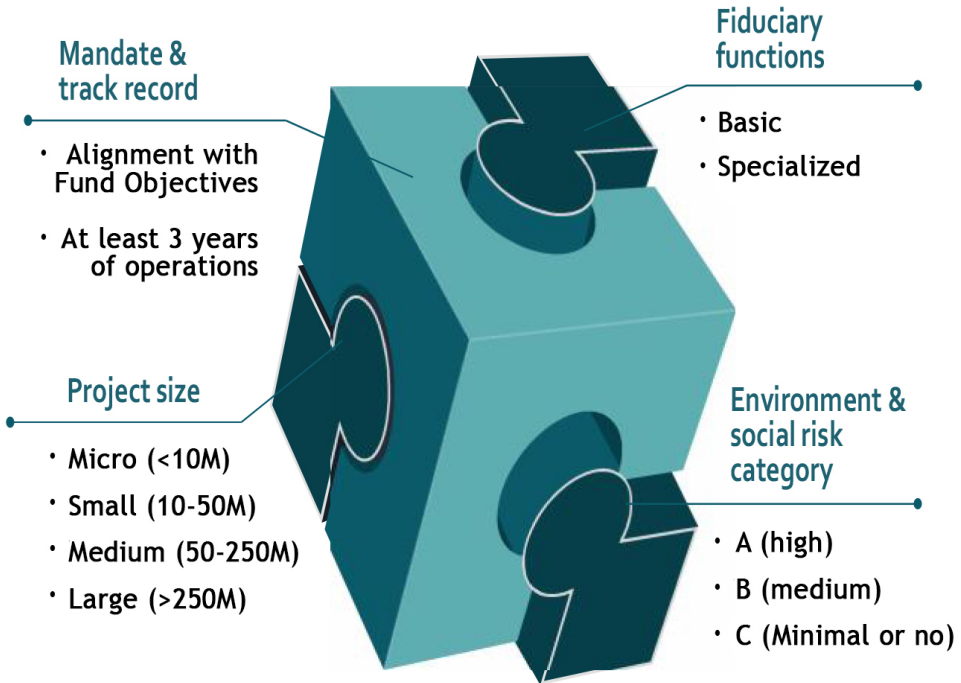 Mandate &
track record
• Alignment with
Fund Objectives
• At least 3 years
of operations
Fiduciary
functions
• Basic
• Specialized
Project size
• Micro (<10M)
• Small (10-50M)
• Medium (50-250M)
• Large (>250M)
Environment &
social risk
category
• A (high)
• B (medium)
• C (Minimal or no)